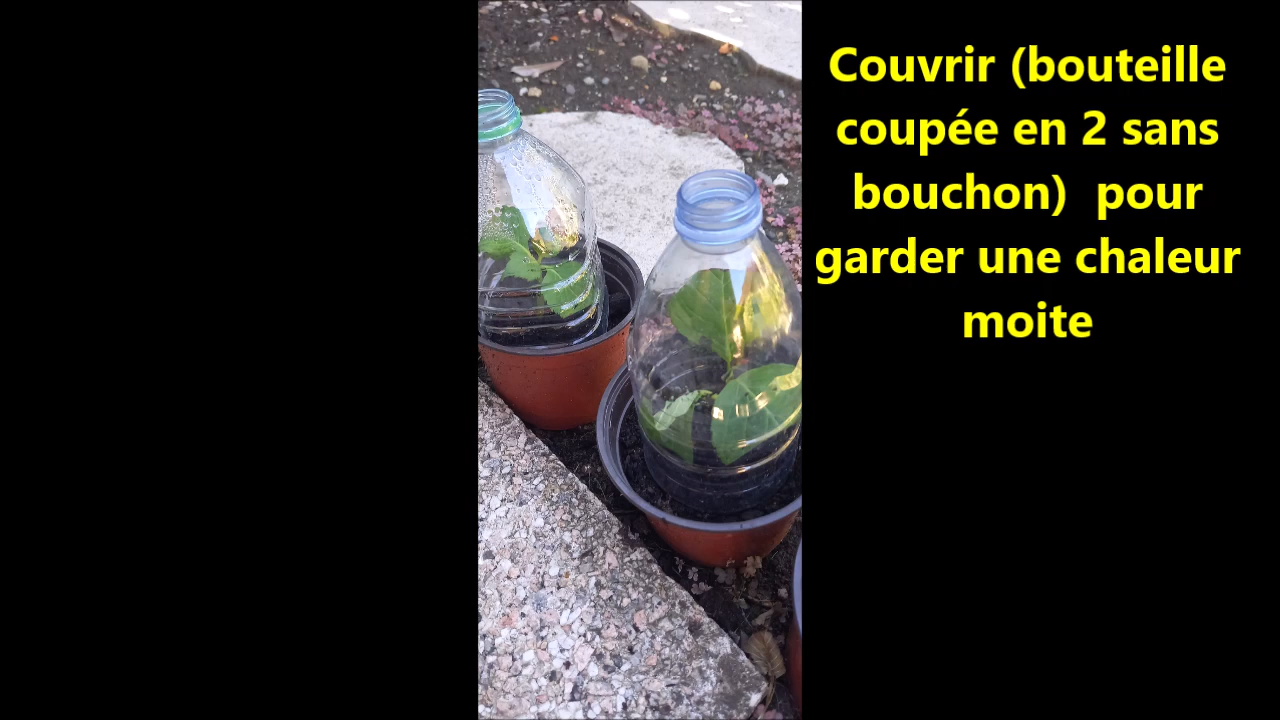 Couvrir (bouteille
coupée en 2 sans
bouchon)  pour
garder une chaleur
moite